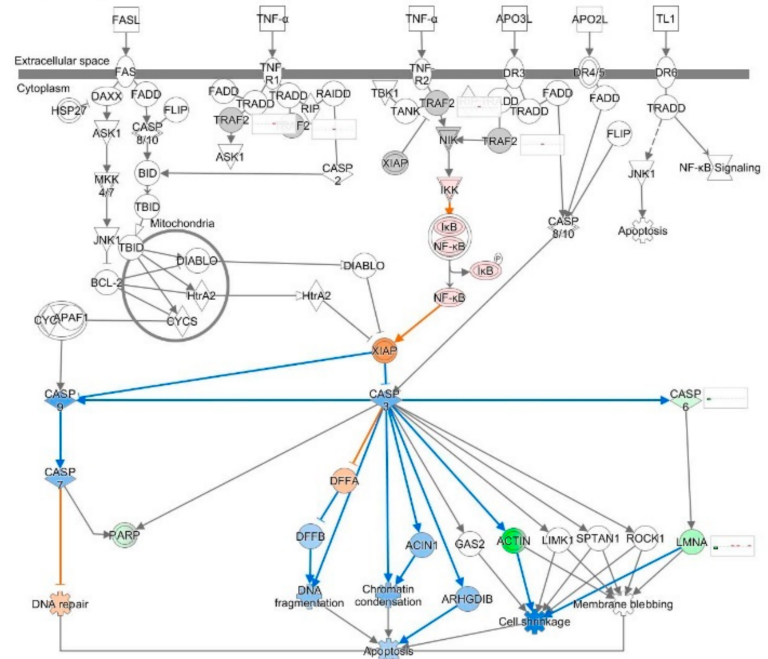 FASL TNF-α TNF-α APO3L APO2L TL1
Extracellular space
FAS TNF TNF DR3 DR4/5 DR6
R1 R2
Cytoplasm
DAXX FADD FADD TRADD TRADD RAIDD TBK1 TRAF2 FADD FADD
HSP27 FLIP RIP TANK DD TRADD TRADD
ASK1 CASP TRAF2 F2 NIK TRAF2 FLIP
8/10
ASK1 CASP XIAP JNK1 NF-κB Signaling
2
MKK BID IKK
4/7
TBID CASP Apoptosis
8/10
Mitochondria IκB
JNK1 TBID NF-κB
DIABLO DIABLO IκB P
BCL-2 HtrA2 HtrA2 NF-κB
CYC APAF1 CYCS
XIAP
CASP CASP CASP
9 3 6
CASP
7
DFFA
PARP DFFB ACIN1 GAS2 ACTIN LIMK1 SPTAN1 ROCK1 LMNA
DNA repair DNA Chromatin ARHGDIB Membrane blebbing
fragmentation condensation
Cell shrinkage
Apoptosis